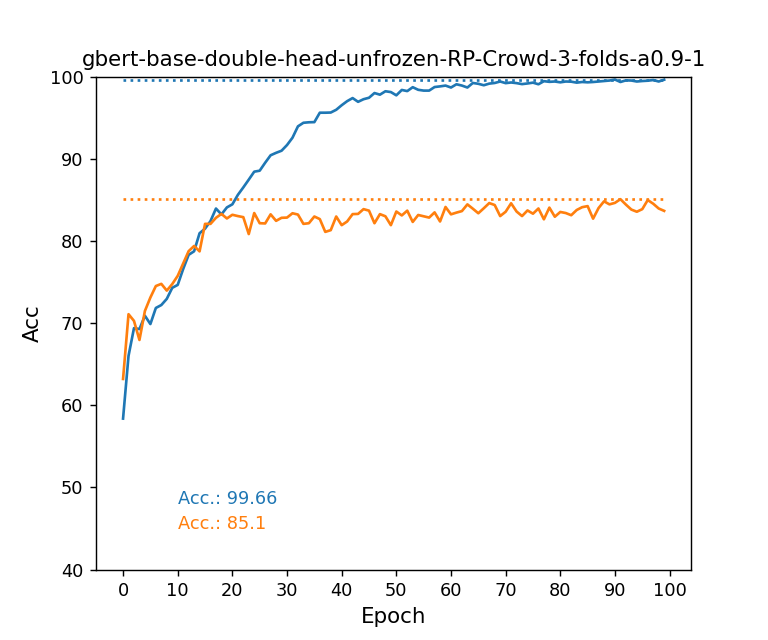 gbert-base-double-head-unfrozen-RP-Crowd-3-folds-a0.9-1
100
90
80
70
60
50
40
Acc
Acc.: 99.66
Acc.: 85.1
0 10 20 30 40 50 60 70 80 90 100
Epoch